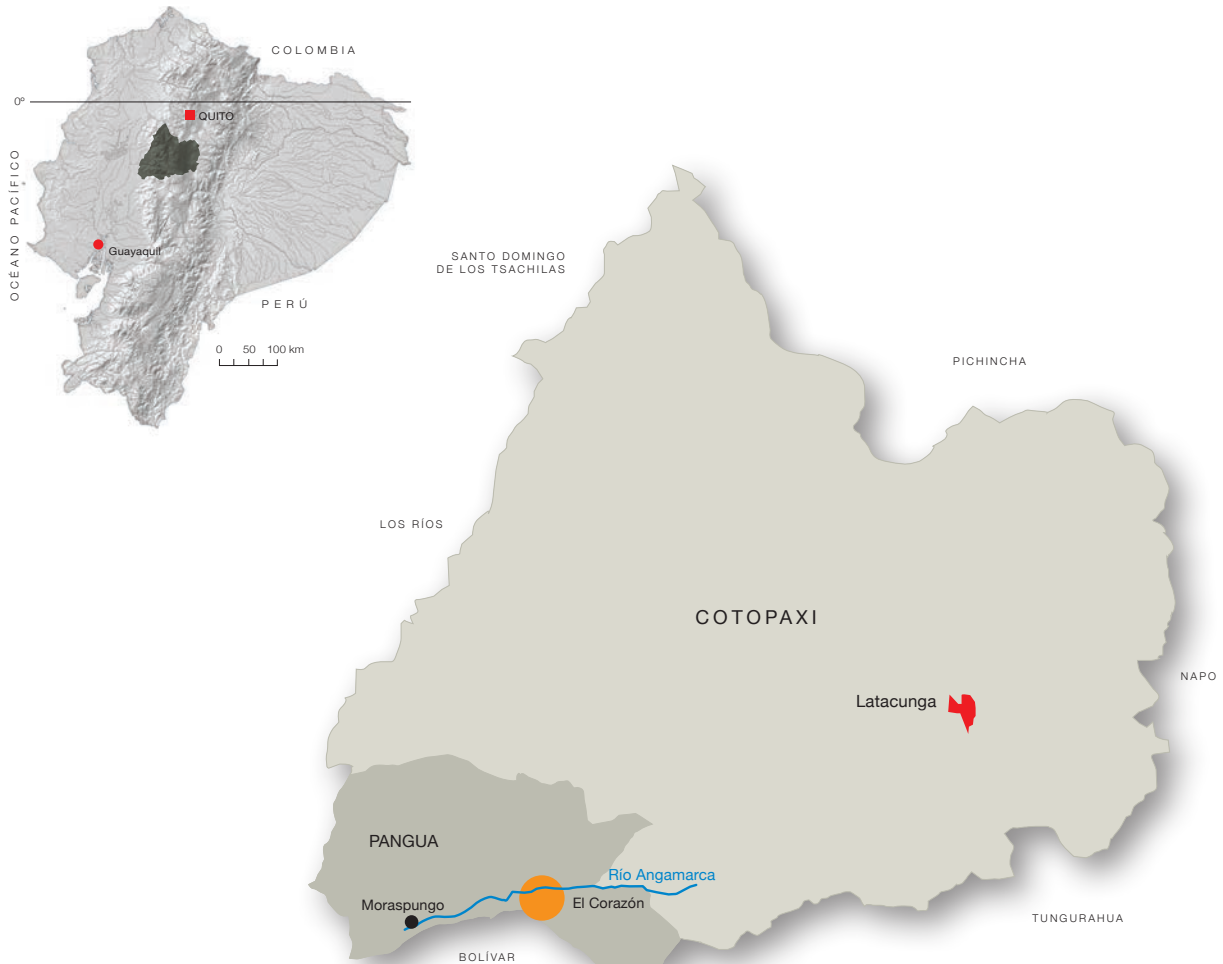 COLOMBIA
0º
QUITO
OCÉANO PACÍFICO
Guayaquil
PERÚ
0 50 100 km
SANTO DOMINGO
DE LOS TSACHILAS
PICHINCHA
LOS RÍOS
COTOPAXI
NAPO
Latacunga
PANGUA
Río Angamarca
Moraspungo
El Corazón
TUNGURAHUA
BOLÍVAR